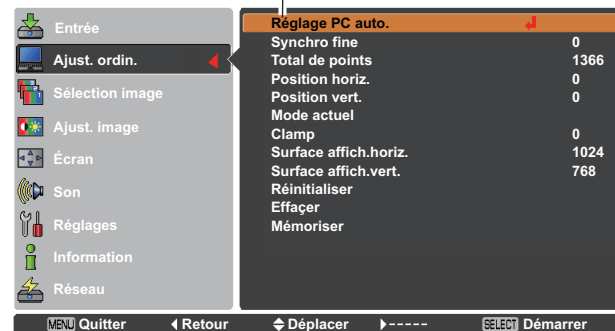 Entrée
Ajust. ordin.
Sélection image
Ajust. image
Écran
Son
Réglages
Information
Réseau
Réglage PC auto.
Synchro fine 0
Total de points 1366
Position horiz. 0
Position vert. 0
Mode actuel
Clamp 0
Surface affich.horiz. 1024
Surface affich.vert. 768
Réinitialiser
Effaçer
Mémoriser
MENU Quitter Retour Déplacer ----- SELECT Démarrer